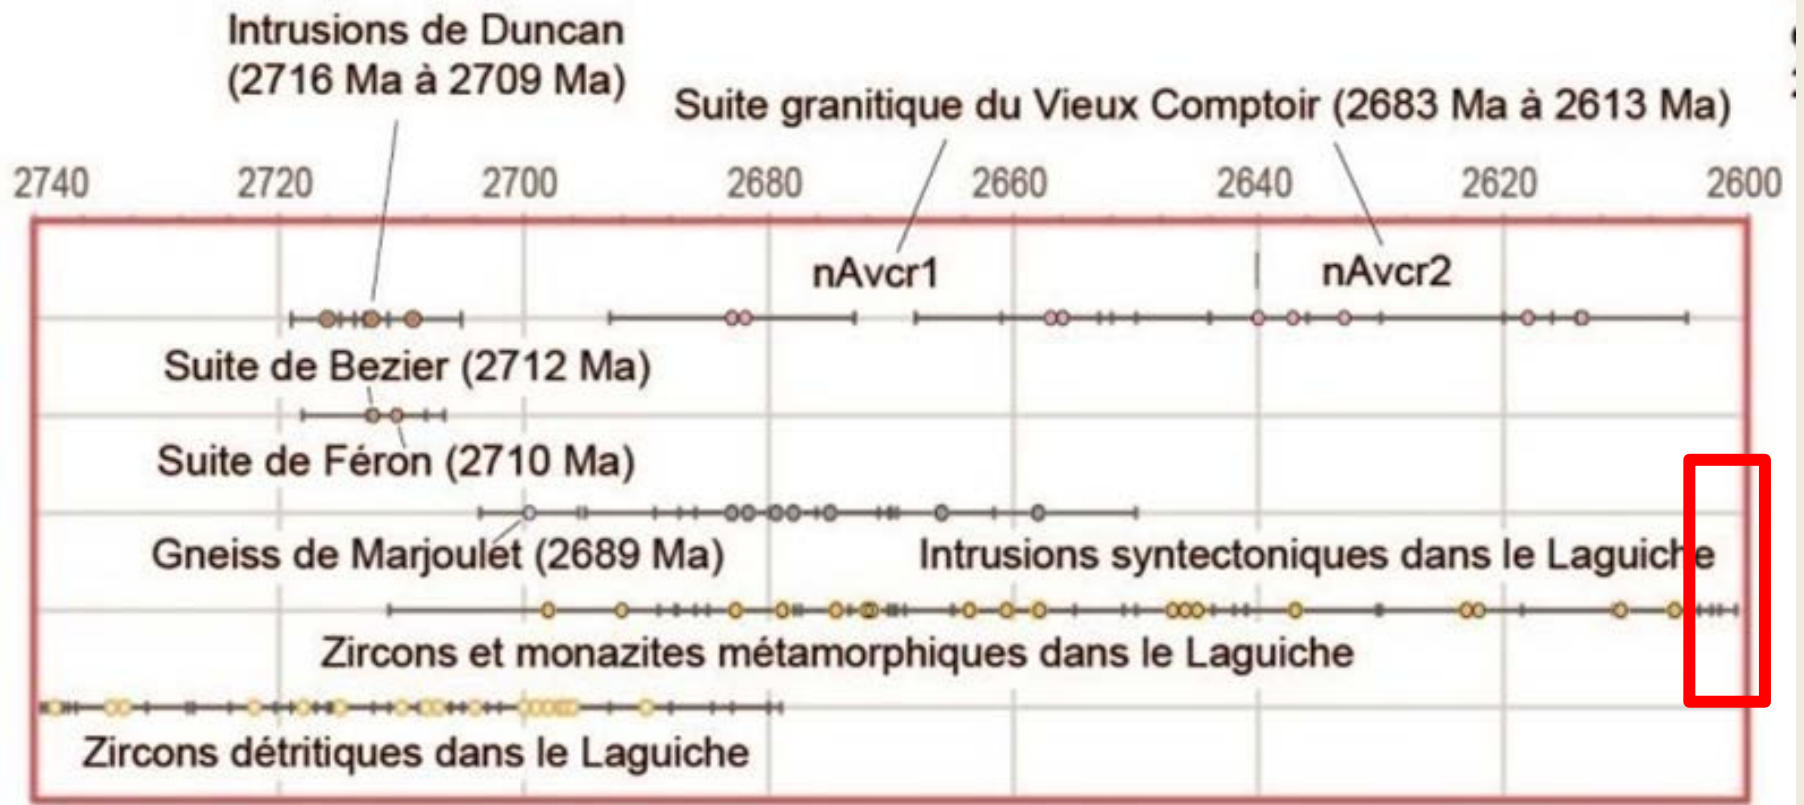 Intrusions de Duncan
(2716 Ma à 2709 Ma)
Suite granitique du Vieux Comptoir (2683 Ma à 2613 Ma)
2740 2720 2700 2680 2660 2640 2620 2600
nAvcr1 nAvcr2
Suite de Bezier (2712 Ma)
Suite de Féron (2710 Ma)
Gneiss de Marjoulet (2689 Ma)
Intrusions syntectoniques dans le Laguiche
Zircons et monazites métamorphiques dans le Laguiche
Zircons détritiques dans le Laguiche